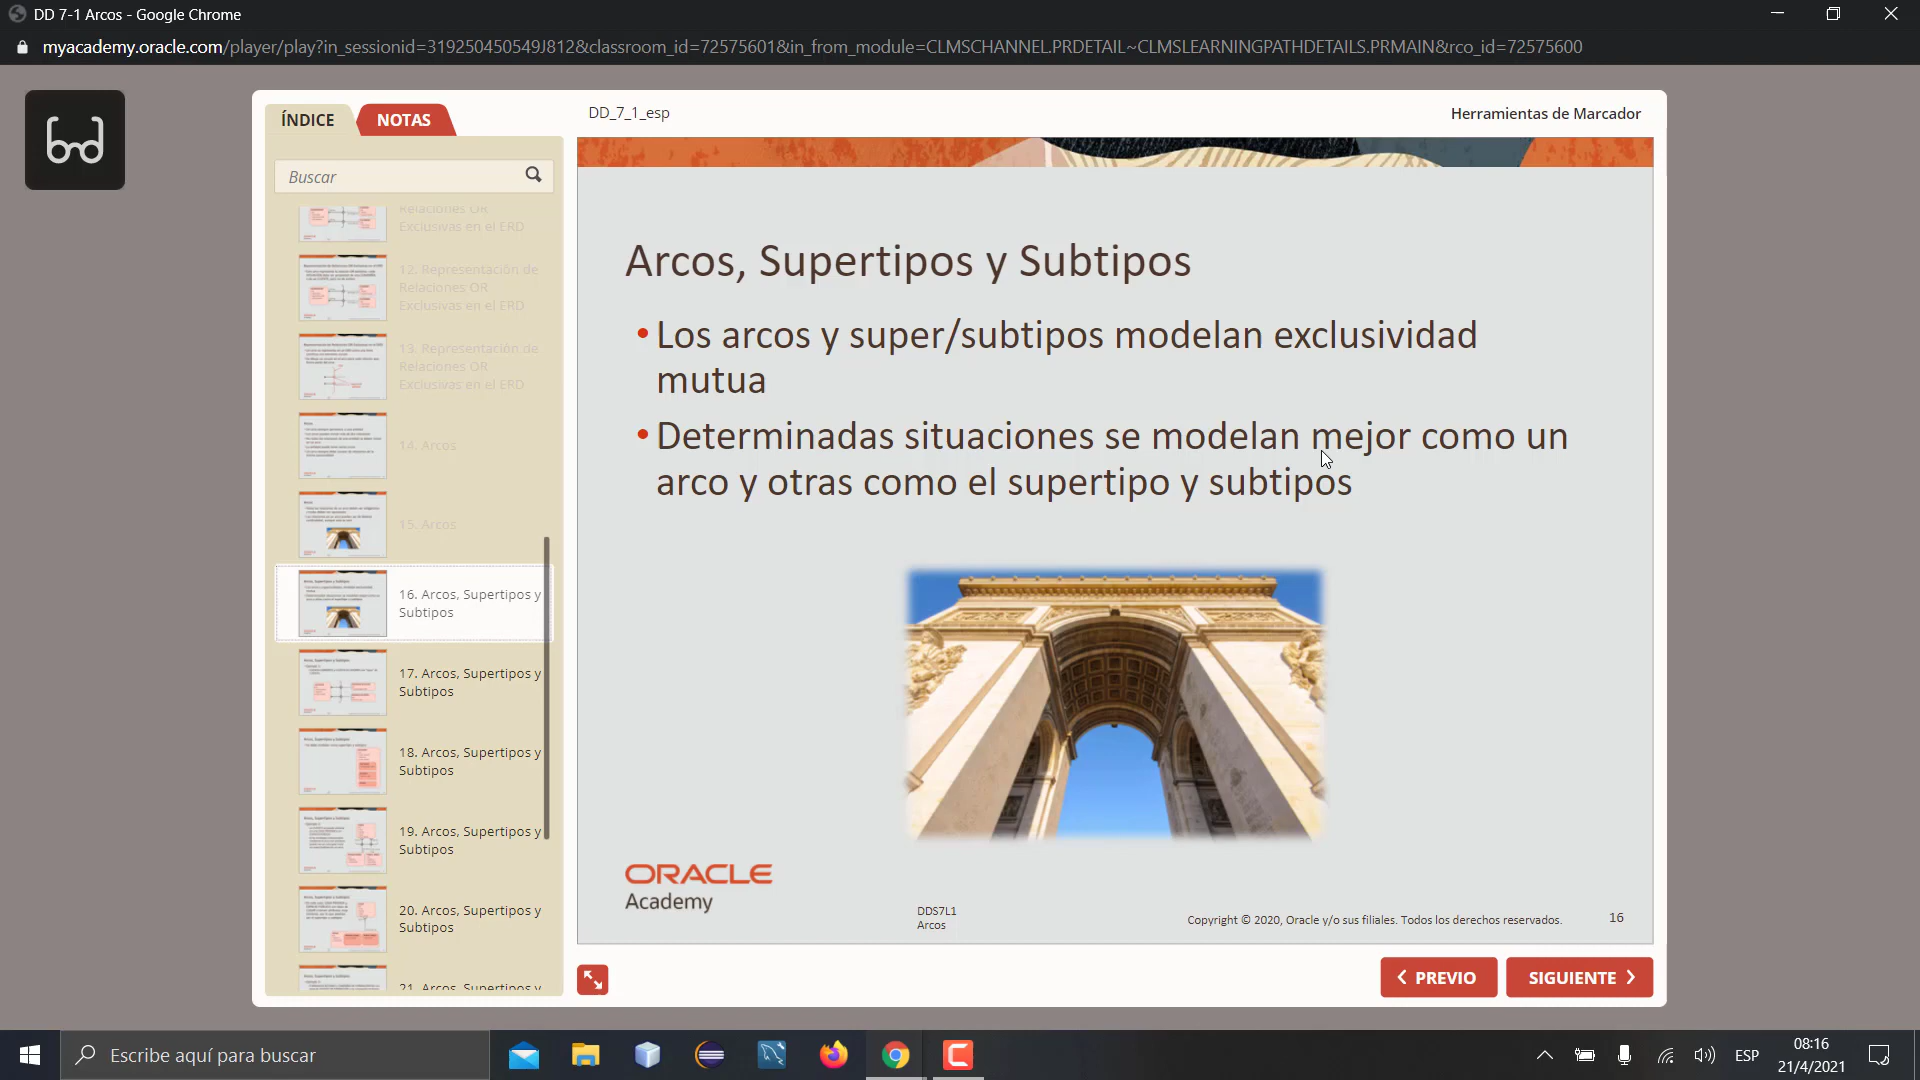 DD 7-1 Arcos - Google Chrome
myacademy.oracle.com/player/play?in_sessionid=319250450549J812&classroom_id=72575601&in_from_module=CLMSCHANNEL.PRDETAIL~CLMSLEARNINGPATHDETAILS.PRMAIN&rco_id=72575600
ÍNDICE
NOTAS
DD_7_1_esp
Herramientas de Marcador
Buscar
Relaciones OR
Exclusivas en el ERD
12. Representación de
Relaciones OR
Exclusivas en el ERD
13. Representación de
Relaciones OR
Exclusivas en el ERD
14. Arcos
15. Arcos
16. Arcos, Supertipos y
Subtipos
17. Arcos, Supertipos y
Subtipos
18. Arcos, Supertipos y
Subtipos
19. Arcos, Supertipos y
Subtipos
20. Arcos, Supertipos y
Subtipos
21. Arcos, Supertipos y
Arcos, Supertipos y Subtipos
•Los arcos y super/subtipos modelan exclusividad
mutua
•Determinadas situaciones se modelan mejor como un
arco y otras como el supertipo y subtipos
ORACLE
Academy
DDS7L1
Arcos
Copyright © 2020, Oracle y/o sus filiales. Todos los derechos reservados.
16
PREVIO
SIGUIENTE
Escribe aquí para buscar
ESP
08:16
21/4/2021